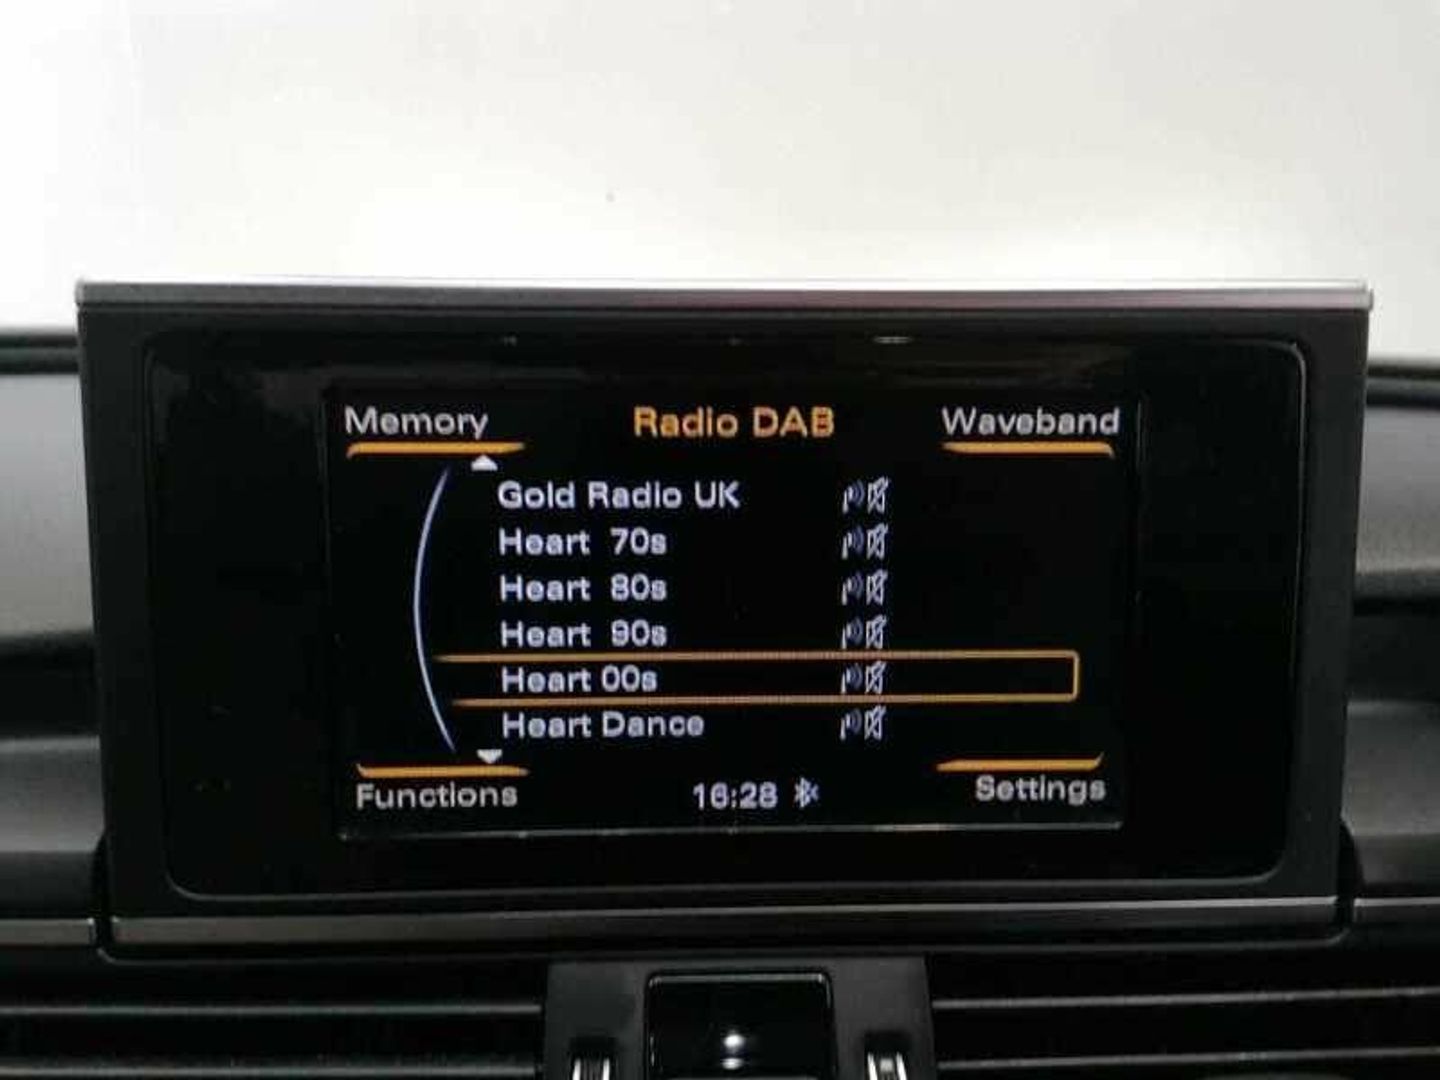 Memory Radio DAB Waveband
Gold Radio UK
Heart 70s
Heart 80s
Heart 90s
Heart 00s
Heart Dance
Functions 16:28 Settings